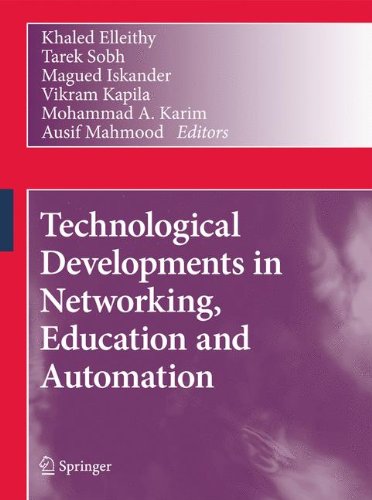 Khaled Elleithy
Tarek Sobh
Magued Iskander
Vikram Kapila
Mohammad A. Karim
Ausif Mahmood Editors
Technological
Developments in
Networking,
Education and
Automation
Springer